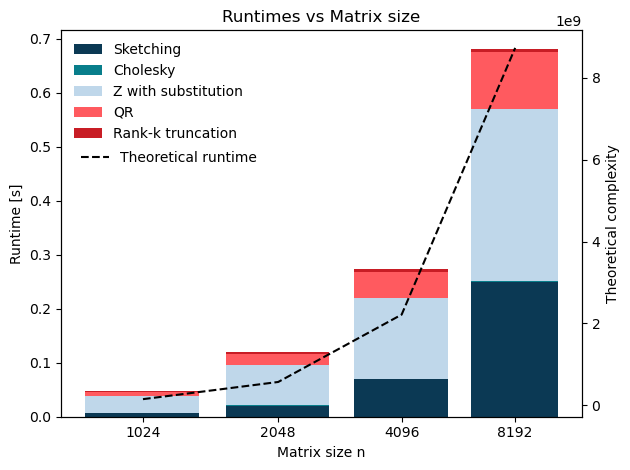 Runtimes vs Matrix size
1e9
Sketching
Cholesky
Z with substitution
QR
Rank-k truncation
Theoretical runtime
Runtime [s]
0.7
0.6
0.5
0.4
0.3
0.2
0.1
0.0
8
6
4
2
0
Theoretical complexity
1024 2048 4096 8192
Matrix size n